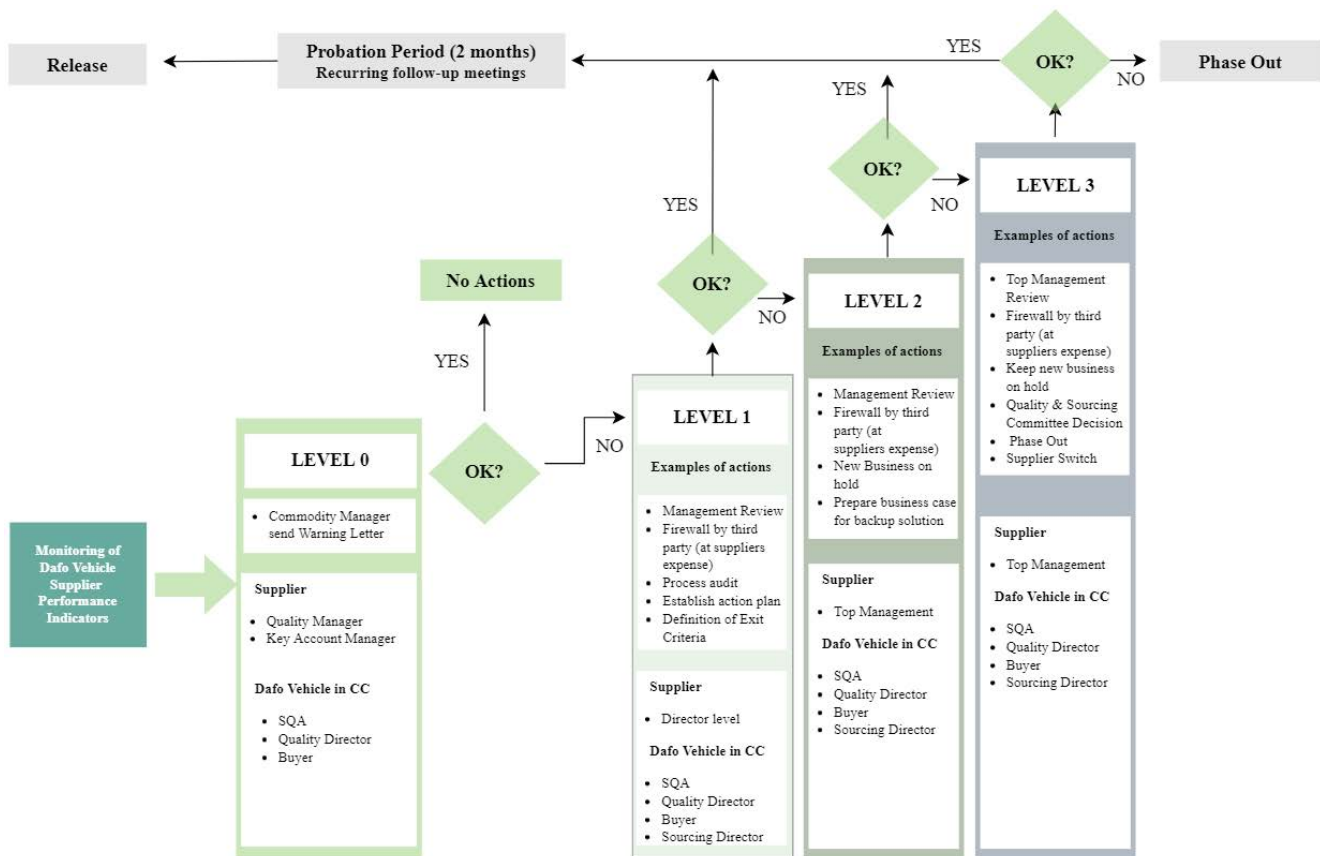 Release
Probation Period (2 months)
Recurring follow-up meetings
YES
OK?
NO
Phase Out
YES
OK?
NO
YES
OK?
NO
No Actions
YES
OK?
NO
Monitoring of
Dafo Vehicle
Supplier
Performance
Indicators
LEVEL 0
• Commodity Manager
send Warning Letter
Supplier
• Quality Manager
• Key Account Manager
Dafo Vehicle in CC
• SQA
• Quality Director
• Buyer
LEVEL 1
Examples of actions
• Management Review
• Firewall by third
party (at suppliers
expense)
• Process audit
• Establish action plan
• Definition of Exit
Criteria
Supplier
• Director level
Dafo Vehicle in CC
• SQA
• Quality Director
• Buyer
• Sourcing Director
LEVEL 2
Examples of actions
• Management Review
• Firewall by third
party (at
suppliers expense)
• New Business on
hold
• Prepare business case
for backup solution
Supplier
• Top Management
Dafo Vehicle in CC
• SQA
• Quality Director
• Buyer
• Sourcing Director
LEVEL 3
Examples of actions
• Top Management
Review
• Firewall by third
party (at
suppliers expense)
• Keep new business
on hold
• Quality & Sourcing
Committee Decision
• Phase Out
• Supplier Switch
Supplier
• Top Management
Dafo Vehicle in CC
• SQA
• Quality Director
• Buyer
• Sourcing Director